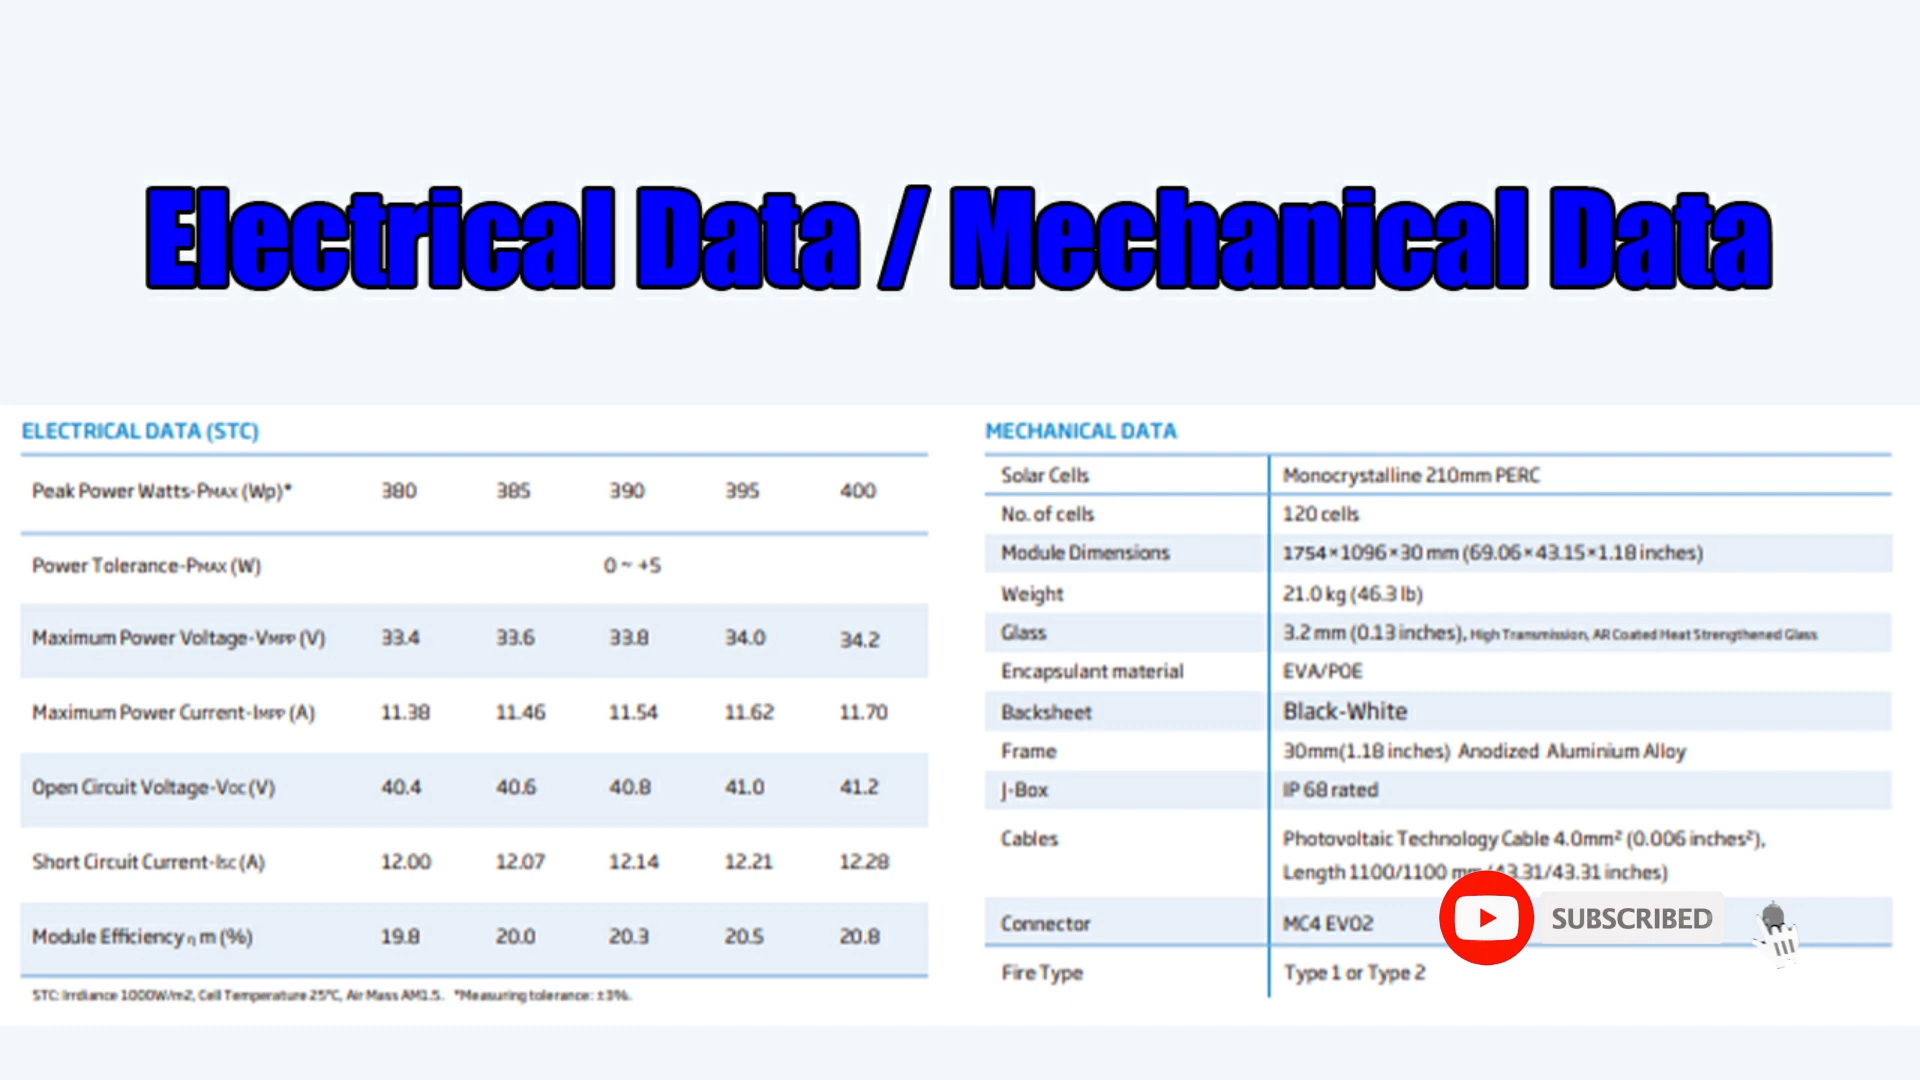 Electrical Data / Mechanical Data
ELECTRICAL DATA (STC)
Peak Power Watts-PMAX (Wp)* 380 385 390 395 400
Power Tolerance-PMAX (W) 0 ~ +5
Maximum Power Voltage-VMPP (V) 33.4 33.6 33.8 34.0 34.2
Maximum Power Current-IMPP (A) 11.38 11.46 11.54 11.62 11.70
Open Circuit Voltage-VOC (V) 40.4 40.6 40.8 41.0 41.2
Short Circuit Current-ISC (A) 12.00 12.07 12.14 12.21 12.28
Module Efficiency η m (%) 19.8 20.0 20.3 20.5 20.8
STC: Irrdiance 1000W/m2, Cell Temperature 25°C, Air Mass AM1.5. *Measuring tolerance: ±3%.
MECHANICAL DATA
Solar Cells Monocrystalline 210mm PERC
No. of cells 120 cells
Module Dimensions 1754×1096×30 mm (69.06×43.15×1.18 inches)
Weight 21.0 kg (46.3 lb)
Glass 3.2 mm (0.13 inches), High Transmission, AR Coated Heat Strengthened Glass
Encapsulant material EVA/POE
Backsheet Black-White
Frame 30mm(1.18 inches) Anodized Aluminium Alloy
J-Box IP 68 rated
Cables Photovoltaic Technology Cable 4.0mm² (0.006 inches²),
Length 1100/1100 mm (43.31/43.31 inches)
Connector MC4 EV02
Fire Type Type 1 or Type 2
SUBSCRIBED